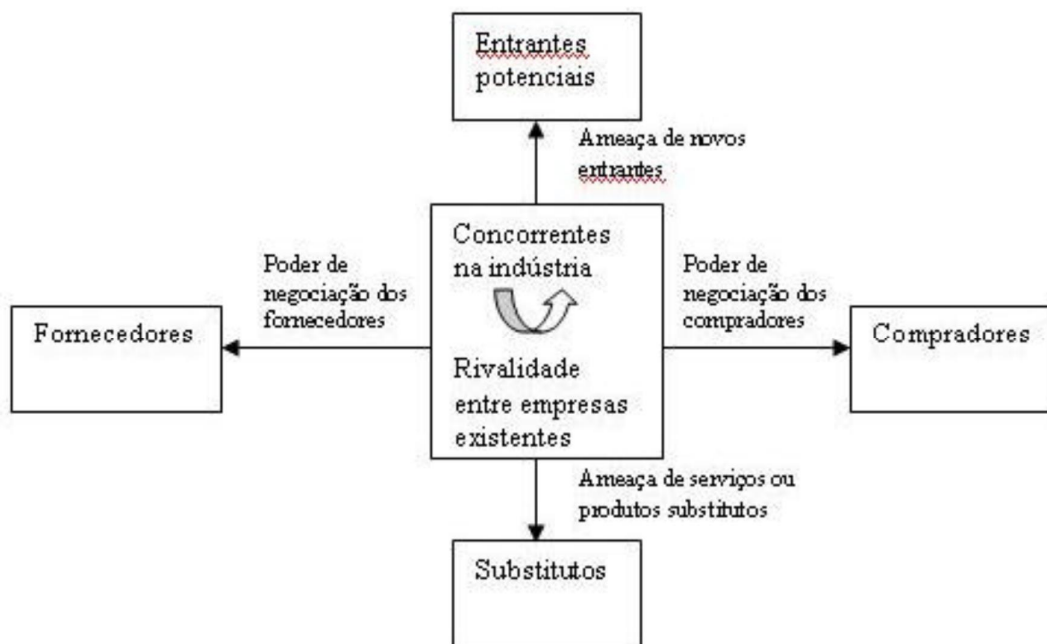 Entrantes
potenciais
Ameaça de novos
entrantes
Concorrentes
na indústria
Rivalidade
entre empresas
existentes
Poder de
negociação dos
fornecedores
Fornecedores
Poder de
negociação dos
compradores
Compradores
Ameaça de serviços ou
produtos substitutos
Substitutos